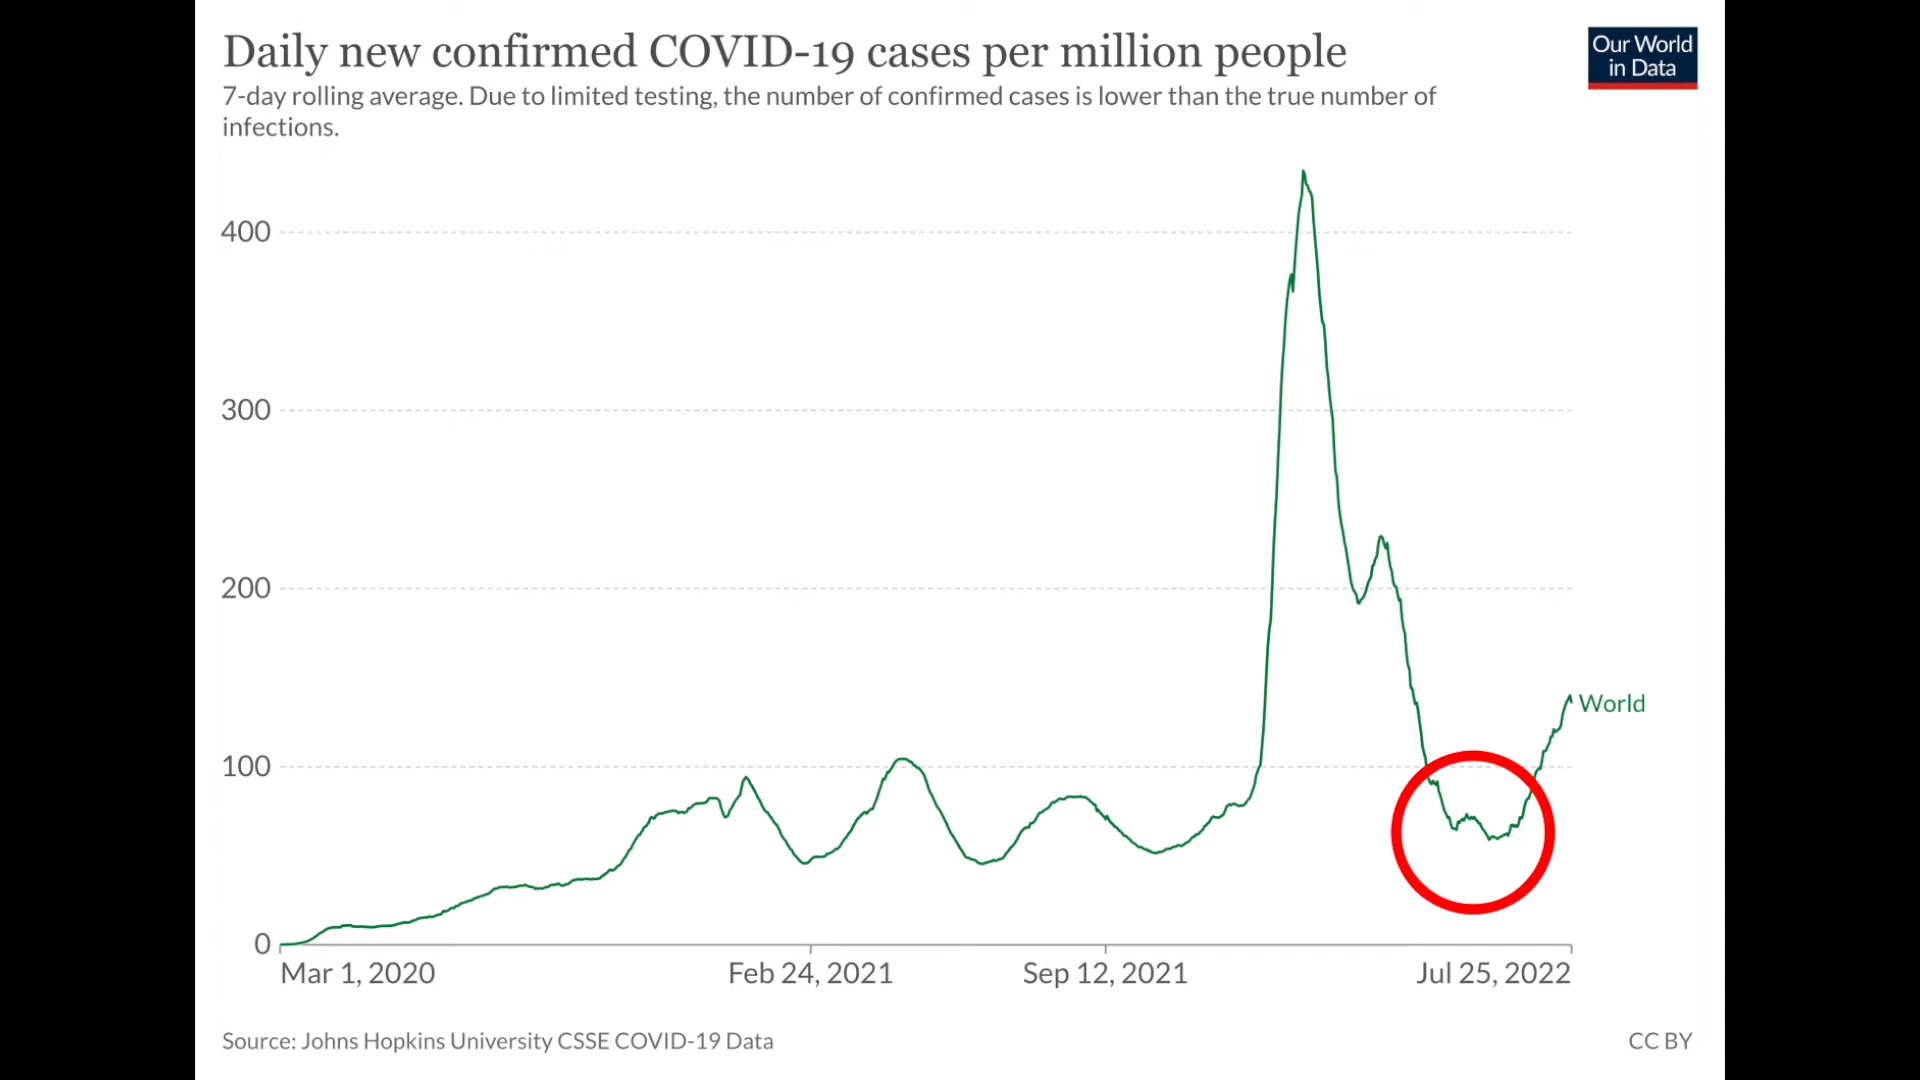 Daily new confirmed COVID-19 cases per million people
Our World
in Data
7-day rolling average. Due to limited testing, the number of confirmed cases is lower than the true number of
infections.
400
300
200
World
100
0
Mar 1, 2020
Feb 24, 2021
Sep 12, 2021
Jul 25, 2022
Source: Johns Hopkins University CSSE COVID-19 Data
CC BY